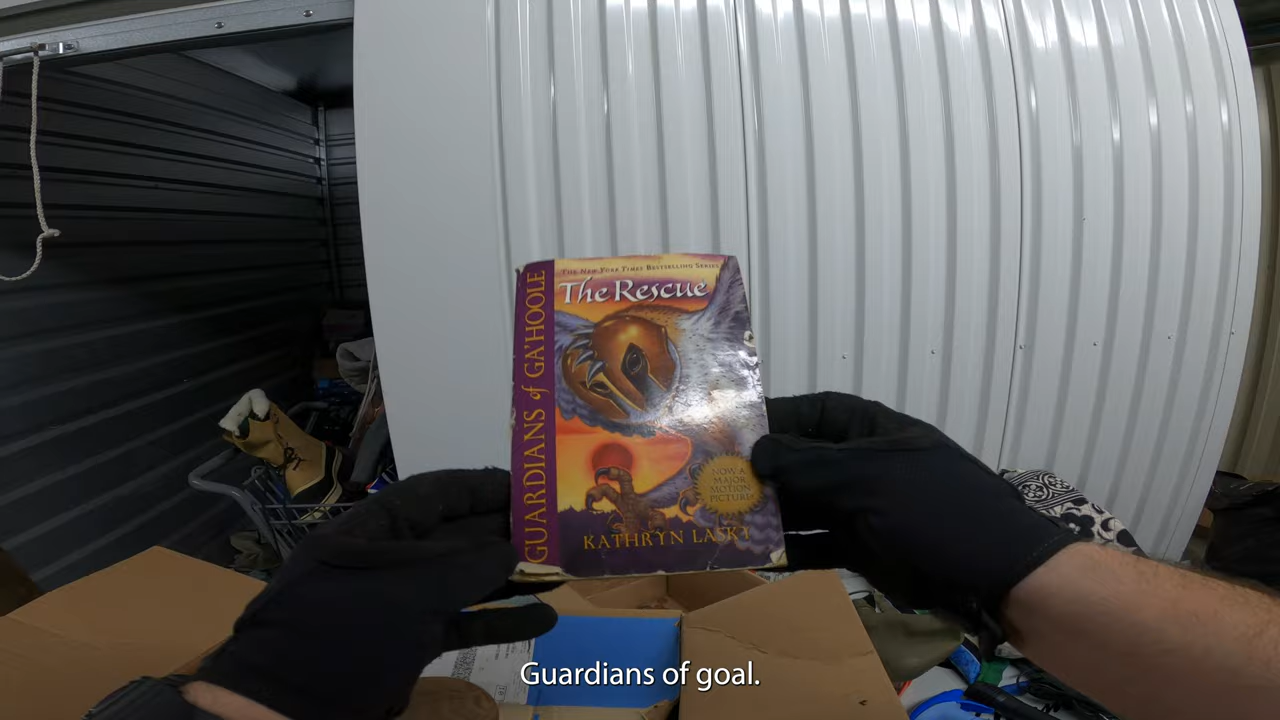 THE NEW YORK TIMES BESTSELLING SERIES
The Rescue
GUARDIANS of GA'HOOLE
NOW A
MAJOR
MOTION
PICTURE!
KATHRYN LASKY
Guardians of goal.